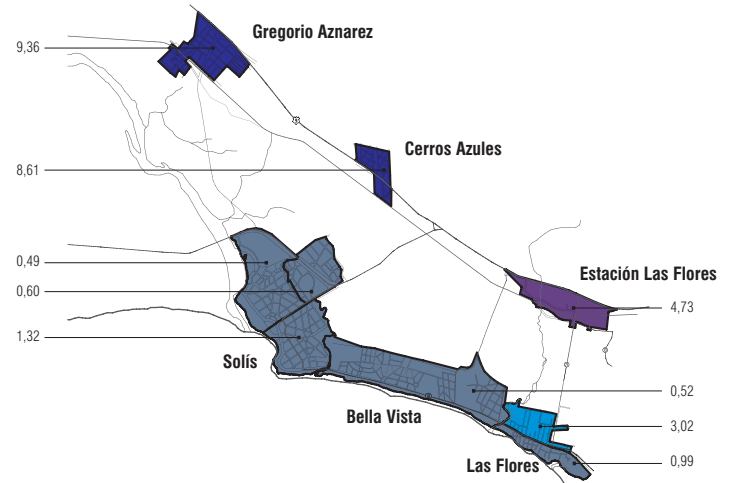 Gregorio Aznarez
9,36
Cerros Azules
8,61
0,49
Estación Las Flores
0,60
4,73
1,32
Solís
0,52
Bella Vista
3,02
Las Flores
0,99